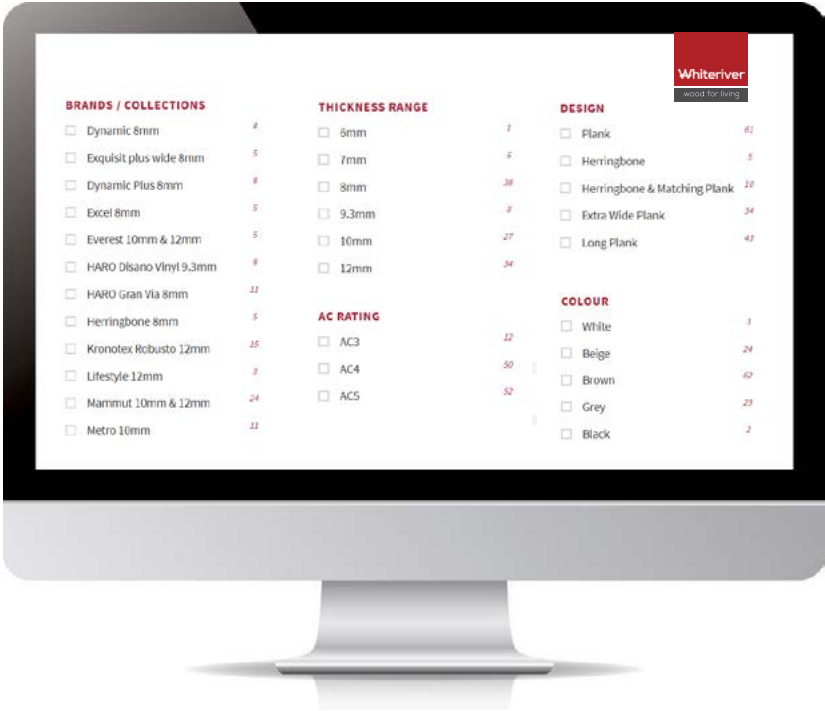 Whiteriver
wood for living
BRANDS / COLLECTIONS
Dynamic 8mm 4
Exquisit plus wide 8mm 5
Dynamic Plus 8mm 8
Excel 8mm 5
Everest 10mm & 12mm 5
HARO Disano Vinyl 9.3mm 8
HARO Gran Via 8mm 11
Herringbone 8mm 5
Kronotex Robusto 12mm 15
Lifestyle 12mm 3
Mammut 10mm & 12mm 24
Metro 10mm 11
THICKNESS RANGE
6mm 1
7mm
8mm 38
9.3mm 8
10mm 27
12mm 34
AC RATING
AC3 12
AC4 50
AC5 52
DESIGN
Plank 61
Herringbone 5
Herringbone & Matching Plank 10
Extra Wide Plank 34
Long Plank 43
COLOUR
White
Beige 24
Brown 62
Grey 23
Black 2